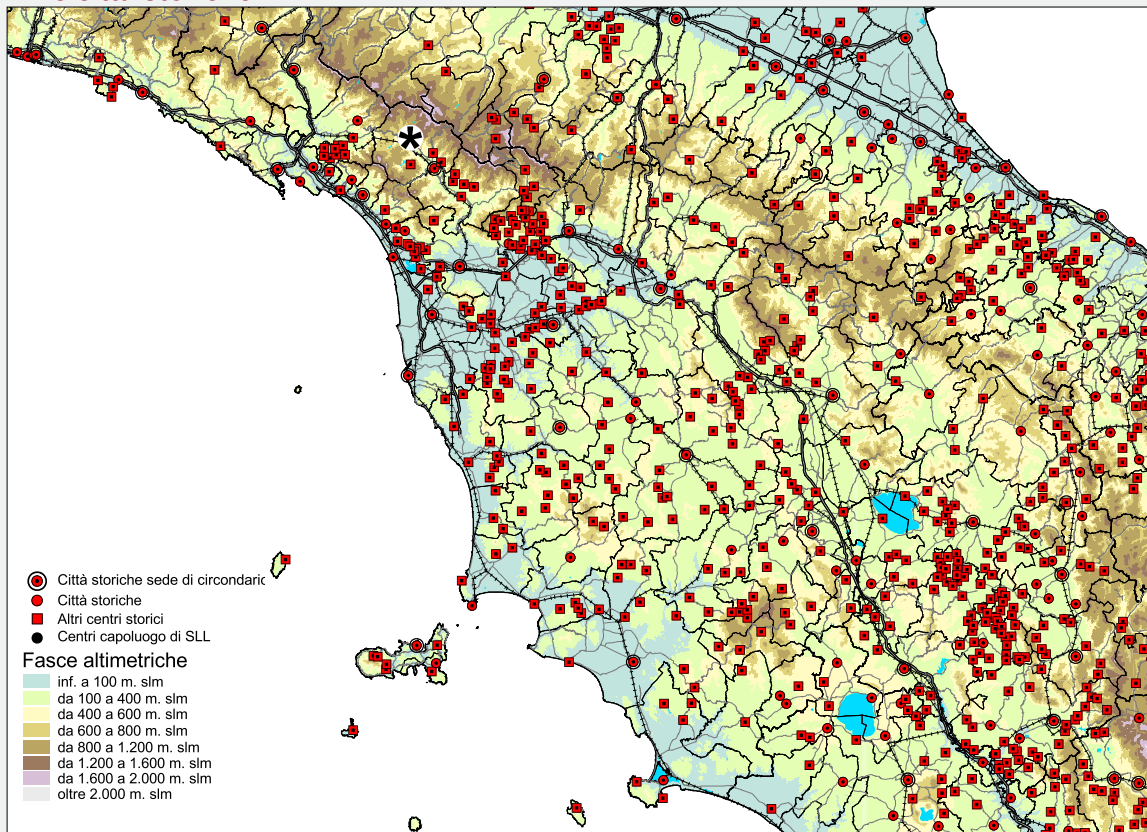 Città storiche sede di circondaric
Città storiche
Altri centri storici
Centri capoluogo di SLL
Fasce altimetriche
inf. a 100 m. slm
da 100 a 400 m. slm
da 400 a 600 m. slm
da 600 a 800 m. slm
da 800 a 1.200 m. slm
da 1.200 a 1.600 m. slm
da 1.600 a 2.000 m. slm
oltre 2.000 m. slm